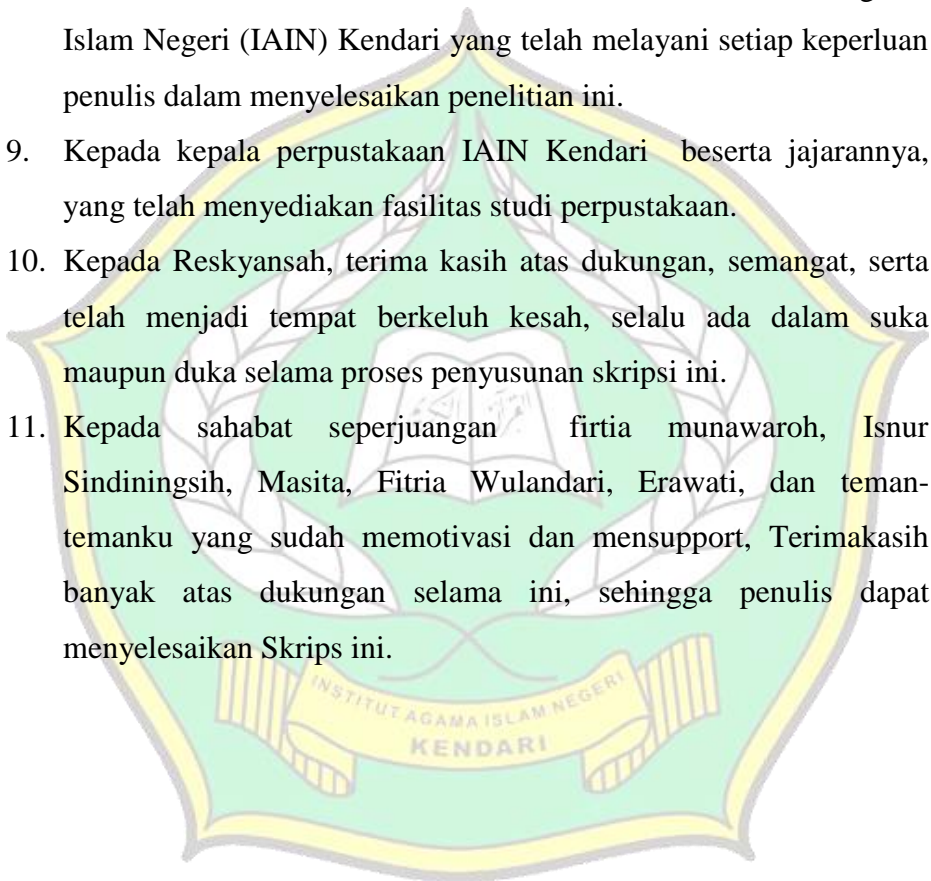 Islam Negeri (IAIN) Kendari yang telah melayani setiap keperluan
penulis dalam menyelesaikan penelitian ini.
9. Kepada kepala perpustakaan IAIN Kendari beserta jajarannya,
yang telah menyediakan fasilitas studi perpustakaan.
10. Kepada Reskyansah, terima kasih atas dukungan, semangat, serta
telah menjadi tempat berkeluh kesah, selalu ada dalam suka
maupun duka selama proses penyusunan skripsi ini.
11. Kepada sahabat seperjuangan firtia munawaroh, Isnur
Sindiningsih, Masita, Fitria Wulandari, Erawati, dan teman-
temanku yang sudah memotivasi dan mensupport, Terimakasih
banyak atas dukungan selama ini, sehingga penulis dapat
menyelesaikan Skrips ini.
INSTITUT AGAMA ISLAM NEGERI
KENDARI